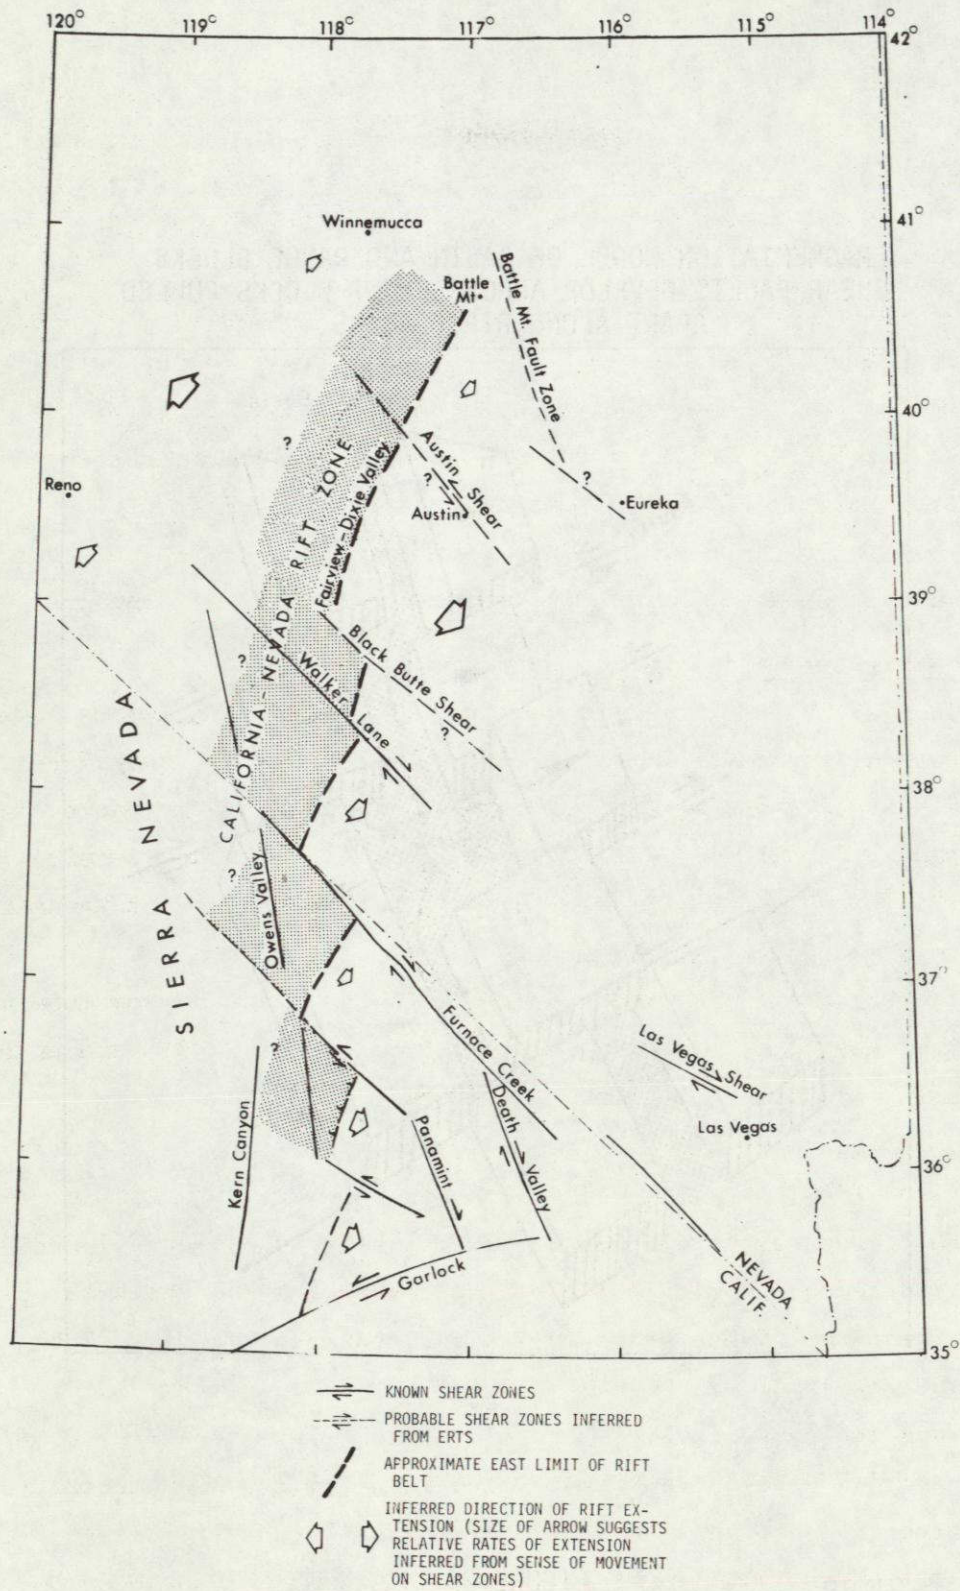 120° 119° 118° 117° 116° 115° 114°
42°
41°
40°
39°
38°
37°
36°
35°
Winnemucca
Battle
Mt.
Battle Mt. Fault Zone
?
Reno
?
Austin Shear
?
Austin
Eureka
Fairview-Dixie Valley
CALIFORNIA - NEVADA RIFT ZONE
?
Walker Lane
Black Butte Shear
?
SIERRA NEVADA
?
Owens Valley
Furnace Creek
Las Vegas Shear
Las Vegas
?
Kern Canyon
Panamint
Death Valley
Garlock
NEVADA
CALIF.
KNOWN SHEAR ZONES
PROBABLE SHEAR ZONES INFERRED
FROM ERTS
APPROXIMATE EAST LIMIT OF RIFT
BELT
INFERRED DIRECTION OF RIFT EX-
TENSION (SIZE OF ARROW SUGGESTS
RELATIVE RATES OF EXTENSION
INFERRED FROM SENSE OF MOVEMENT
ON SHEAR ZONES)